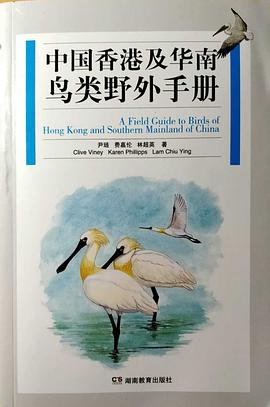 中国香港及华南
鸟类野外手册
A Field Guide to Birds of
Hong Kong and Southern Mainland of China
尹琏 费嘉伦 林超英 著
Clive Viney Karen Phillipps Lam Chiu Ying
湖南教育出版社